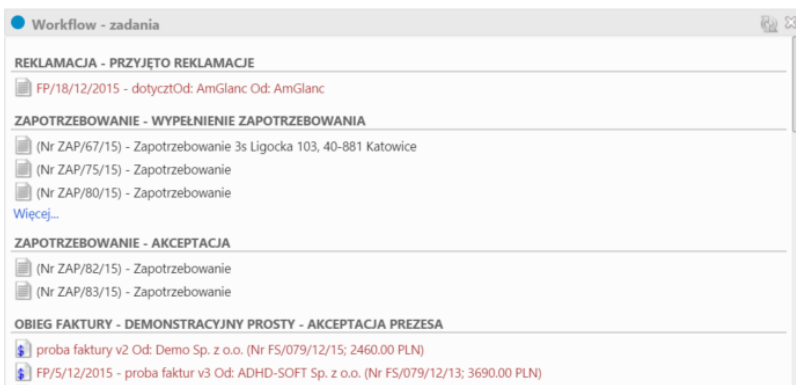 Workflow - zadania
REKLAMACJA - PRZYJĘTO REKLAMACJE
FP/18/12/2015 - dotycztOd: AmGlanc Od: AmGlanc
ZAPOTRZEBOWANIE - WYPEŁNIENIE ZAPOTRZEBOWANIA
(Nr ZAP/67/15) - Zapotrzebowanie 3s Ligocka 103, 40-881 Katowice
(Nr ZAP/75/15) - Zapotrzebowanie
(Nr ZAP/80/15) - Zapotrzebowanie
Więcej...
ZAPOTRZEBOWANIE - AKCEPTACJA
(Nr ZAP/82/15) - Zapotrzebowanie
(Nr ZAP/83/15) - Zapotrzebowanie
OBIEG FAKTURY - DEMONSTRACYJNY PROSTY - AKCEPTACJA PREZESA
proba faktury v2 Od: Demo Sp. z o.o. (Nr FS/079/12/15; 2460.00 PLN)
FP/5/12/2015 - proba faktur v3 Od: ADHD-SOFT Sp. z o.o. (Nr FS/079/12/13; 3690.00 PLN)